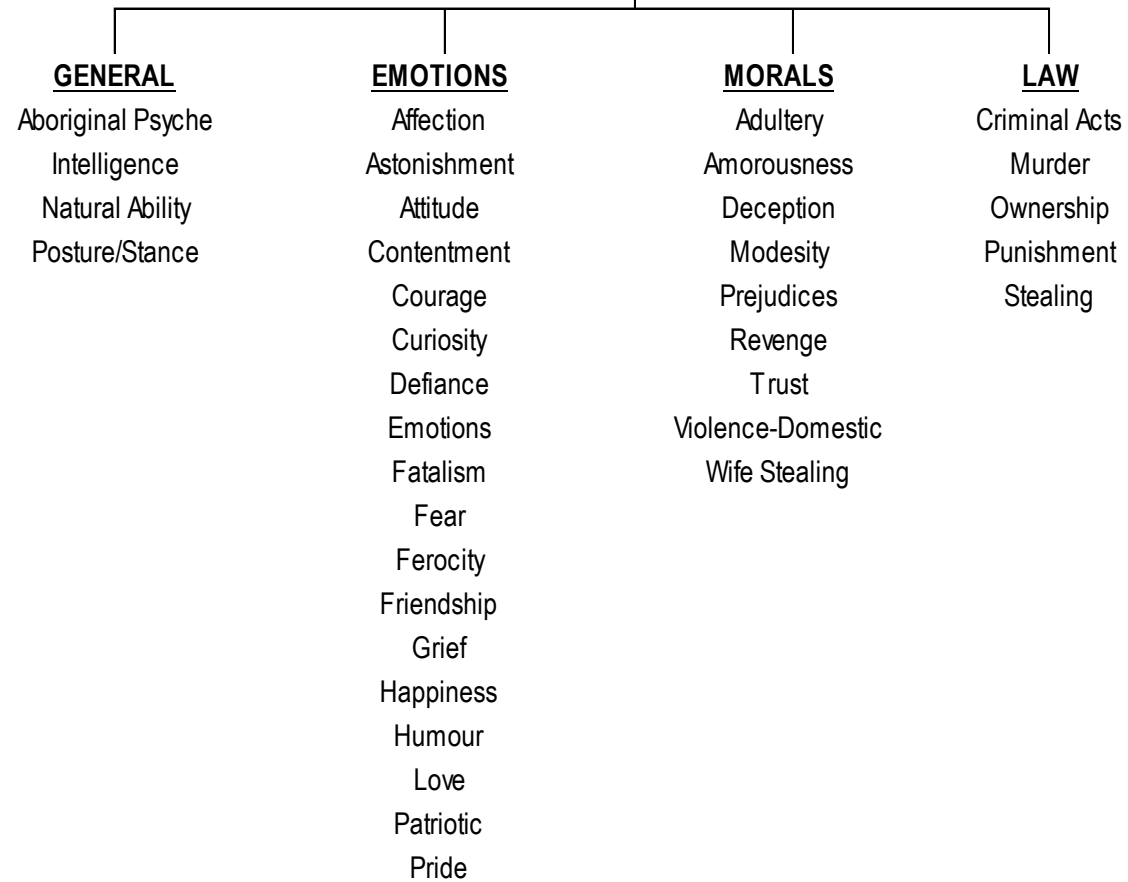 GENERAL
Aboriginal Psyche
Intelligence
Natural Ability
Posture/Stance
EMOTIONS
Affection
Astonishment
Attitude
Contentment
Courage
Curiosity
Defiance
Emotions
Fatalism
Fear
Ferocity
Friendship
Grief
Happiness
Humour
Love
Patriotic
Pride
MORALS
Adultery
Amorousness
Deception
Modesity
Prejudices
Revenge
Trust
Violence-Domestic
Wife Stealing
LAW
Criminal Acts
Murder
Ownership
Punishment
Stealing